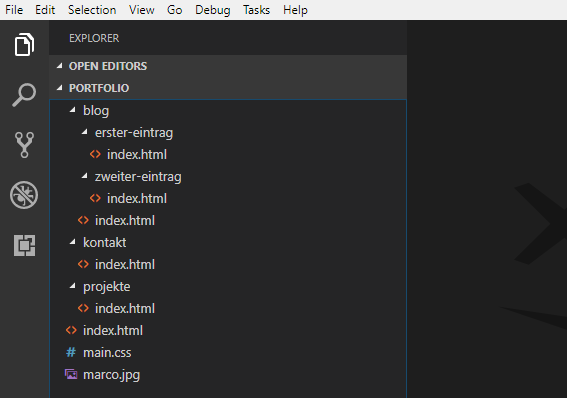 File Edit Selection View Go Debug Tasks Help
EXPLORER
OPEN EDITORS
PORTFOLIO
blog
erster-eintrag
index.html
zweiter-eintrag
index.html
index.html
kontakt
index.html
projekte
index.html
index.html
main.css
marco.jpg